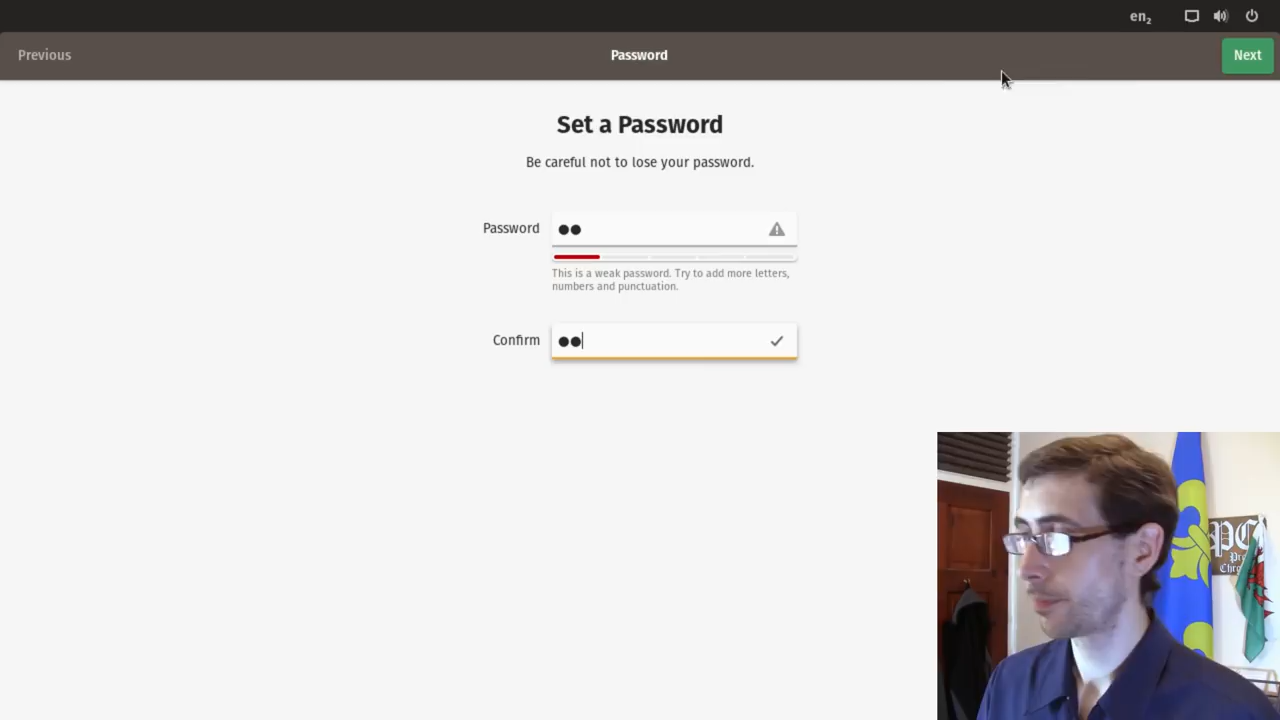 en₂
Previous
Password
Next
Set a Password
Be careful not to lose your password.
Password
This is a weak password. Try to add more letters,
numbers and punctuation.
Confirm
PC